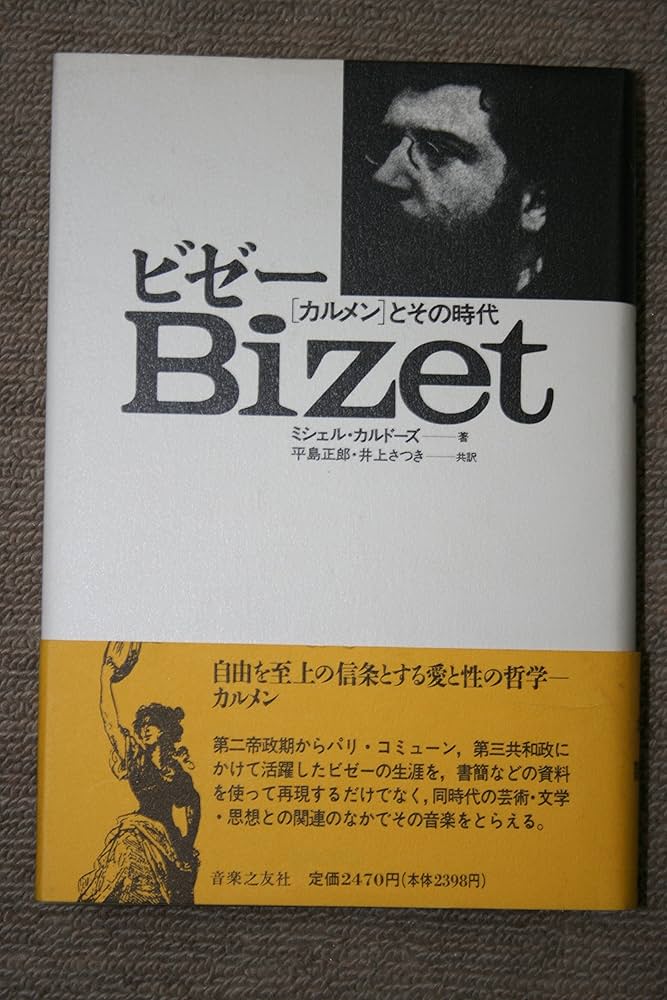 ビゼー
[カルメン]とその時代
Bizet
ミシェル・カルドーズ──著
平島正郎・井上さつき──共訳
自由を至上の信条とする愛と性の哲学─
カルメン
第二帝政期からパリ・コミューン，第三共和政に
かけて活躍したビゼーの生涯を，書簡などの資料
を使って再現するだけでなく，同時代の芸術・文学
・思想との関連のなかでその音楽をとらえる。
音楽之友社 定価2470円(本体2398円)